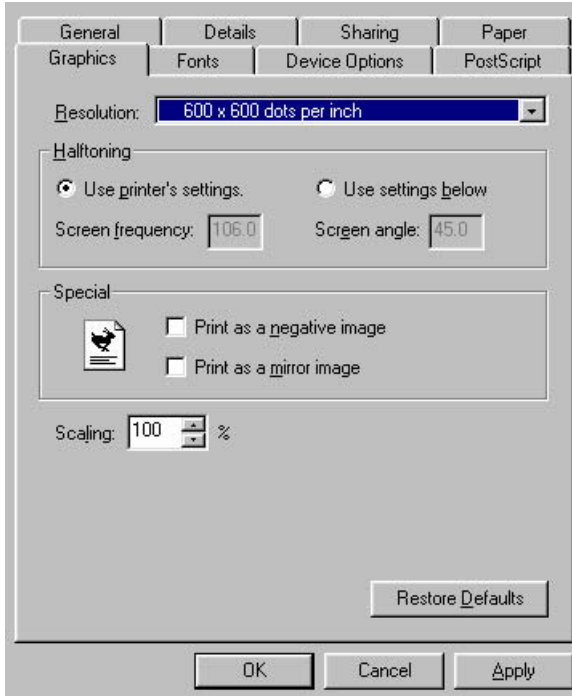 General Details Sharing Paper
Graphics Fonts Device Options PostScript
Resolution: 600 x 600 dots per inch
Halftoning
Use printer's settings. Use settings below
Screen frequency: 106.0 Screen angle: 45.0
Special
Print as a negative image
Print as a mirror image
Scaling: 100 %
Restore Defaults
OK Cancel Apply